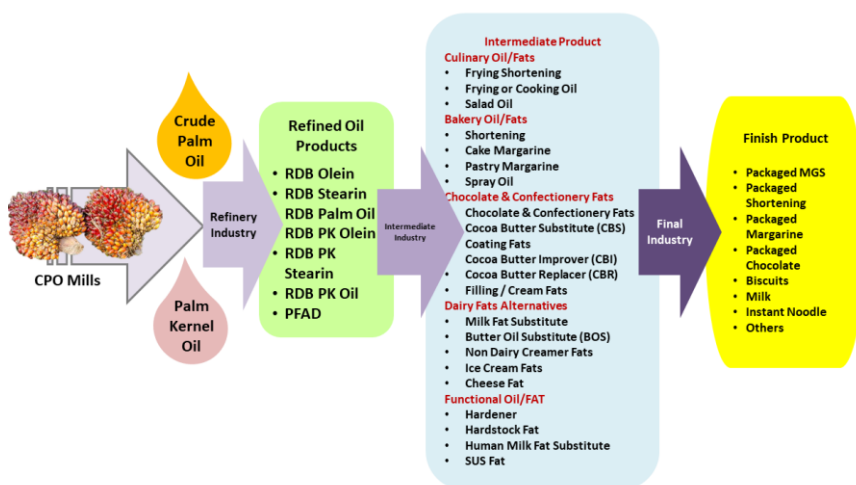 CPO Mills
Crude
Palm
Oil
Palm
Kernel
Oil
Refinery
Industry
Refined Oil
Products
• RDB Olein
• RDB Stearin
RDB Palm Oil
RDB PK Olein
• RDB PK
Stearin
• RDB PK Oil
• PFAD
Intermediate
Industry
Intermediate Product
Culinary Oil/Fats
• Frying Shortening
• Frying or Cooking Oil
• Salad Oil
Bakery Oil/Fats
• Shortening
• Cake Margarine
• Pastry Margarine
• Spray Oil
Chocolate & Confectionery Fats
Chocolate & Confectionery Fats
Cocoa Butter Substitute (CBS)
Coating Fats
Cocoa Butter Improver (CBI)
• Cocoa Butter Replacer (CBR)
• Filling / Cream Fats
Dairy Fats Alternatives
• Milk Fat Substitute
• Butter Oil Substitute (BOS)
• Non Dairy Creamer Fats
• Ice Cream Fats
• Cheese Fat
Functional Oil/FAT
• Hardener
• Hardstock Fat
• Human Milk Fat Substitute
• SUS Fat
Final
Industry
Finish Product
• Packaged MGS
• Packaged
Shortening
• Packaged
Margarine
• Packaged
Chocolate
• Biscuits
• Milk
• Instant Noodle
• Others